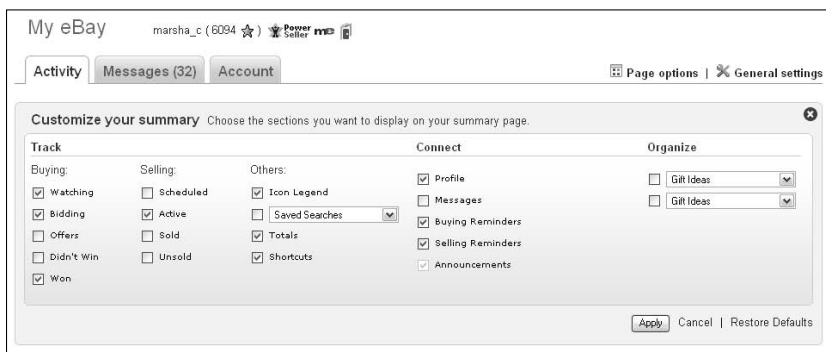 My eBay marsha_c ( 6094 ) Power Seller me
Activity Messages (32) Account Page options | General settings
Customize your summary Choose the sections you want to display on your summary page.
Track Connect Organize
Buying: Selling: Others:
Watching Scheduled Icon Legend Profile Gift Ideas
Bidding Active Saved Searches Messages Gift Ideas
Offers Sold Totals Buying Reminders
Didn't Win Unsold Shortcuts Selling Reminders
Won Announcements
Apply Cancel | Restore Defaults